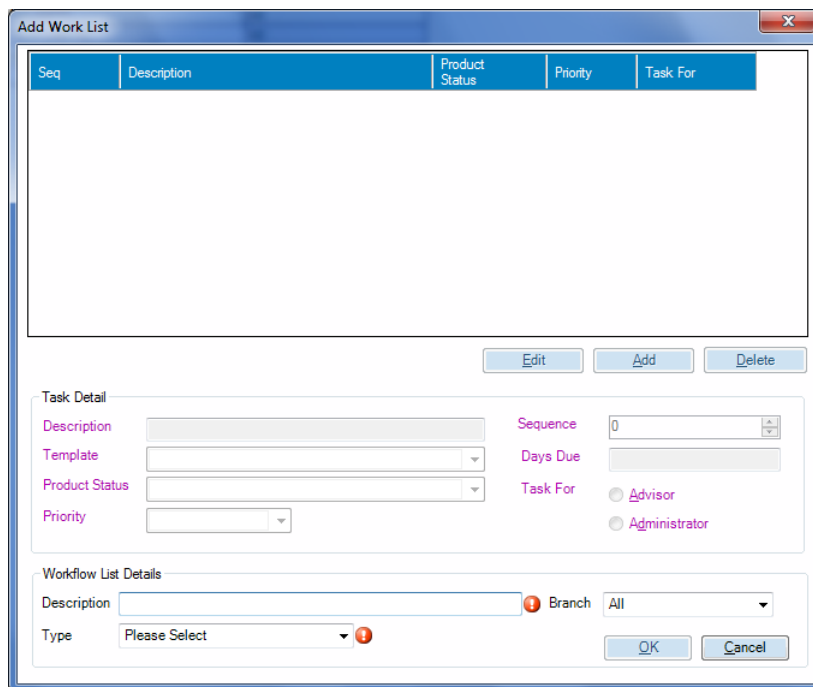 Add Work List
Seq Description Product Status Priority Task For
Edit Add Delete
Task Detail
Description Sequence 0
Template Days Due
Product Status Task For Advisor
Priority Administrator
Workflow List Details
Description Branch All
Type Please Select OK Cancel